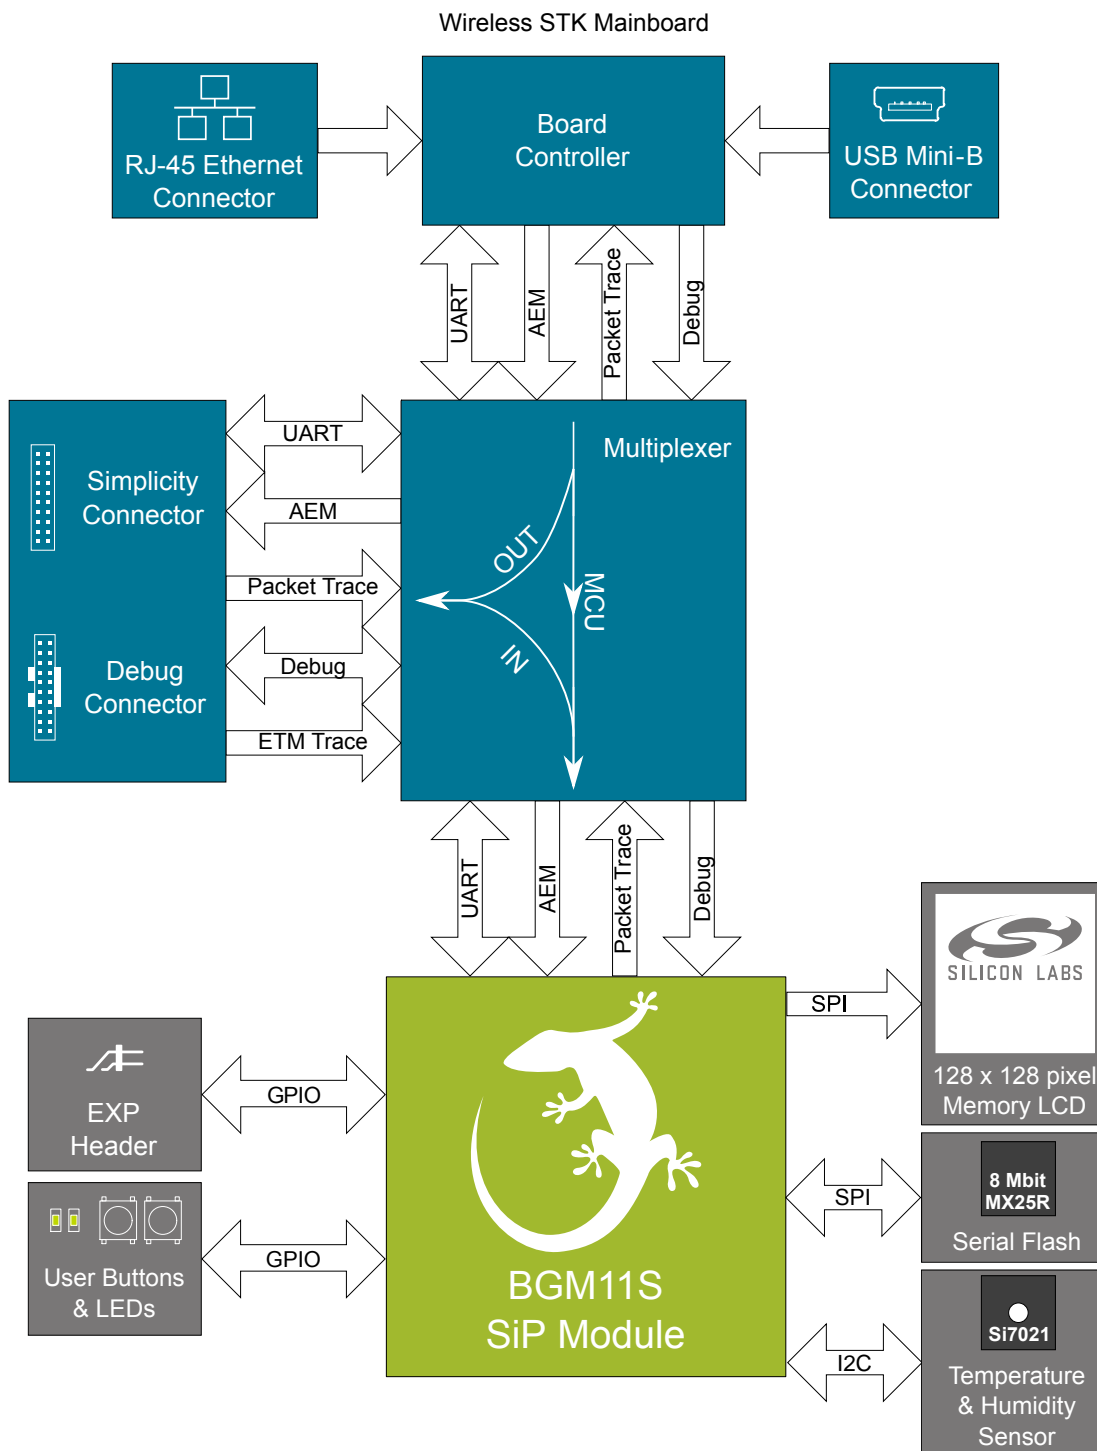 Wireless STK Mainboard
RJ-45 Ethernet
Connector
Board
Controller
USB Mini-B
Connector
UART
AEM
Packet Trace
Debug
Simplicity
Connector
Debug
Connector
UART
AEM
Packet Trace
Debug
ETM Trace
Multiplexer
OUT
MCU
IN
UART
AEM
Packet Trace
Debug
EXP
Header
GPIO
User Buttons
& LEDs
GPIO
BGM11S
SiP Module
SPI
SILICON LABS
128 x 128 pixel
Memory LCD
SPI
8 Mbit
MX25R
Serial Flash
I2C
Si7021
Temperature
& Humidity
Sensor